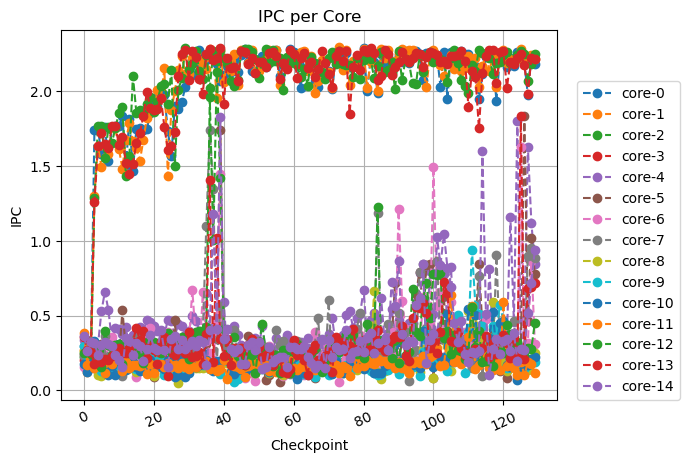 IPC per Core
IPC
2.0
1.5
1.0
0.5
0.0
0
20
40
60
80
100
120
Checkpoint
core-0
core-1
core-2
core-3
core-4
core-5
core-6
core-7
core-8
core-9
core-10
core-11
core-12
core-13
core-14